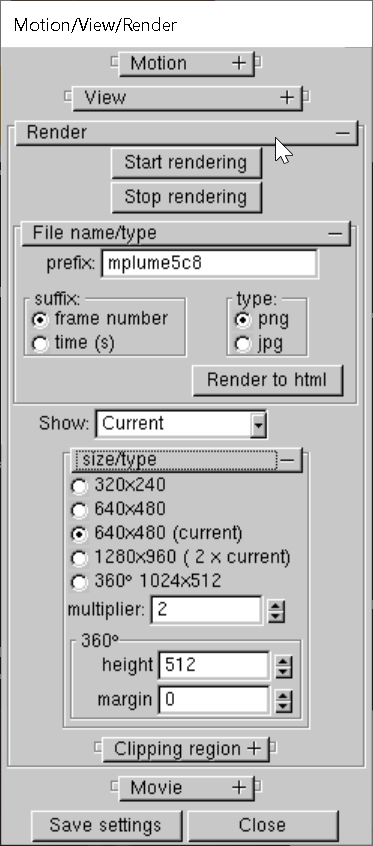 Motion/View/Render
Motion +
View +
Render −
Start rendering
Stop rendering
File name/type −
prefix: mplume5c8
suffix: type:
frame number png
time (s) jpg
Render to html
Show: Current
size/type −
320x240
640x480
640x480 (current)
1280x960 ( 2 x current)
360° 1024x512
multiplier: 2
360°
height 512
margin 0
Clipping region +
Movie +
Save settings Close